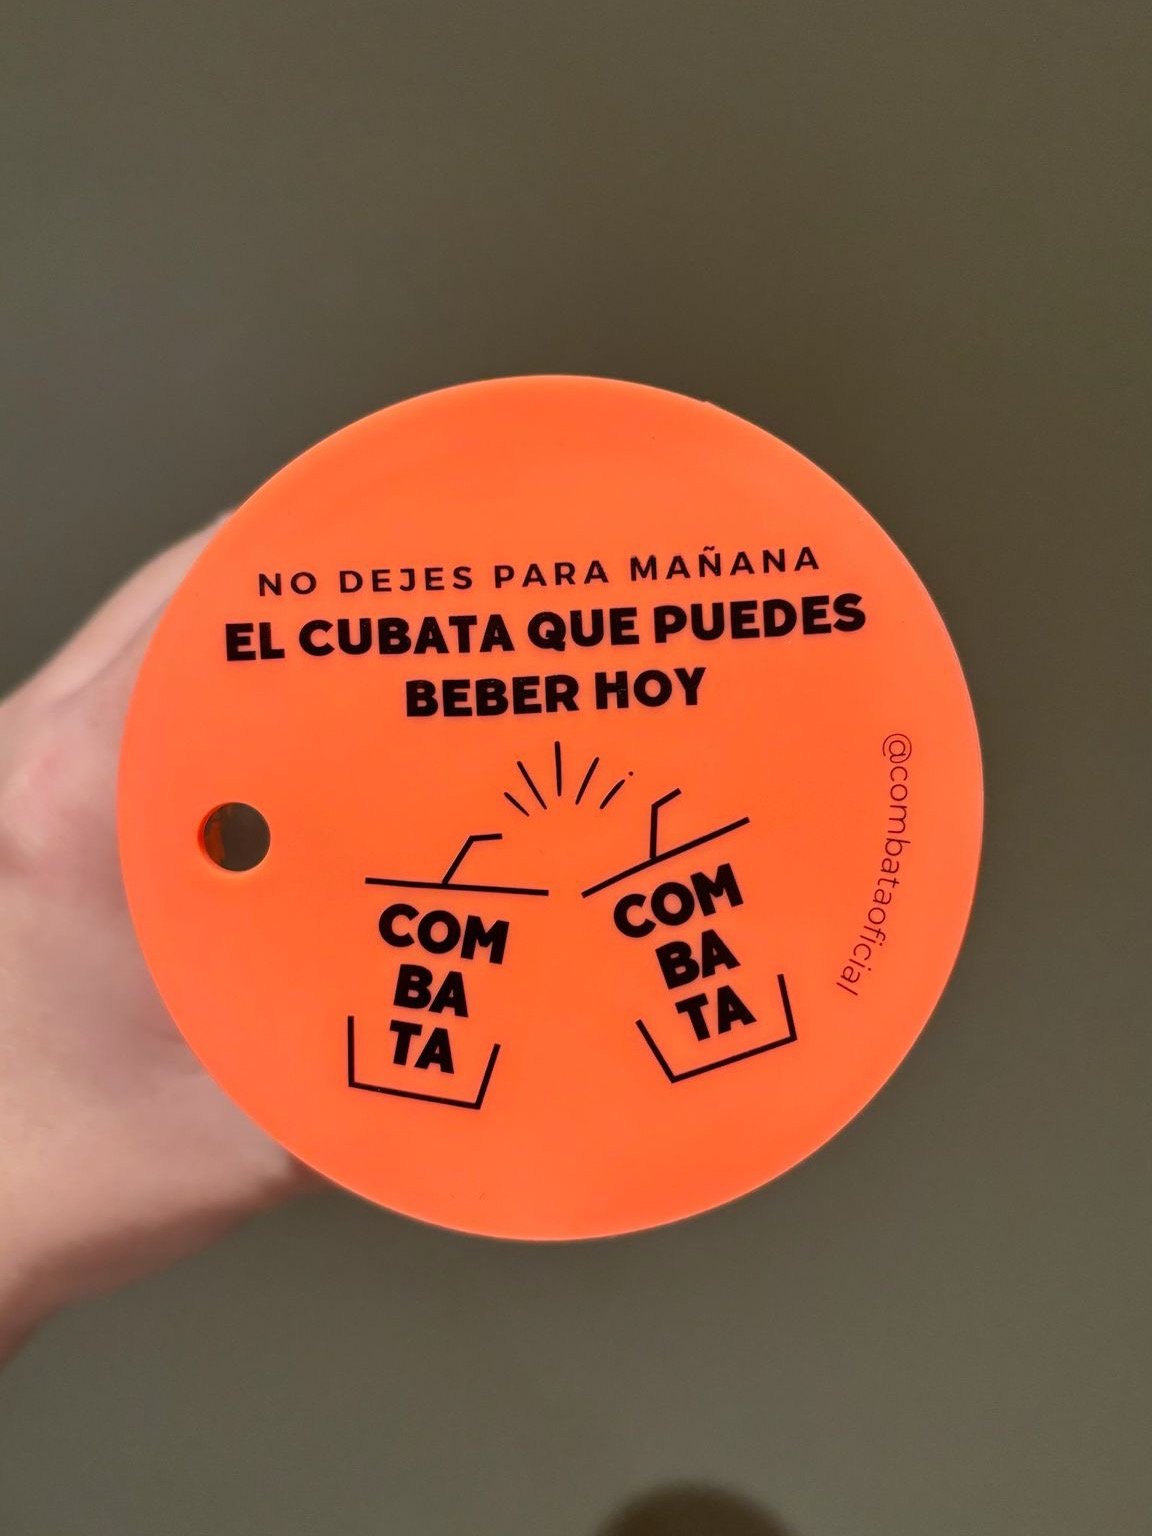 NO DEJES PARA MAÑANA
EL CUBATA QUE PUEDES
BEBER HOY
COM
BA
TA
COM
BA
TA
@combataoficial